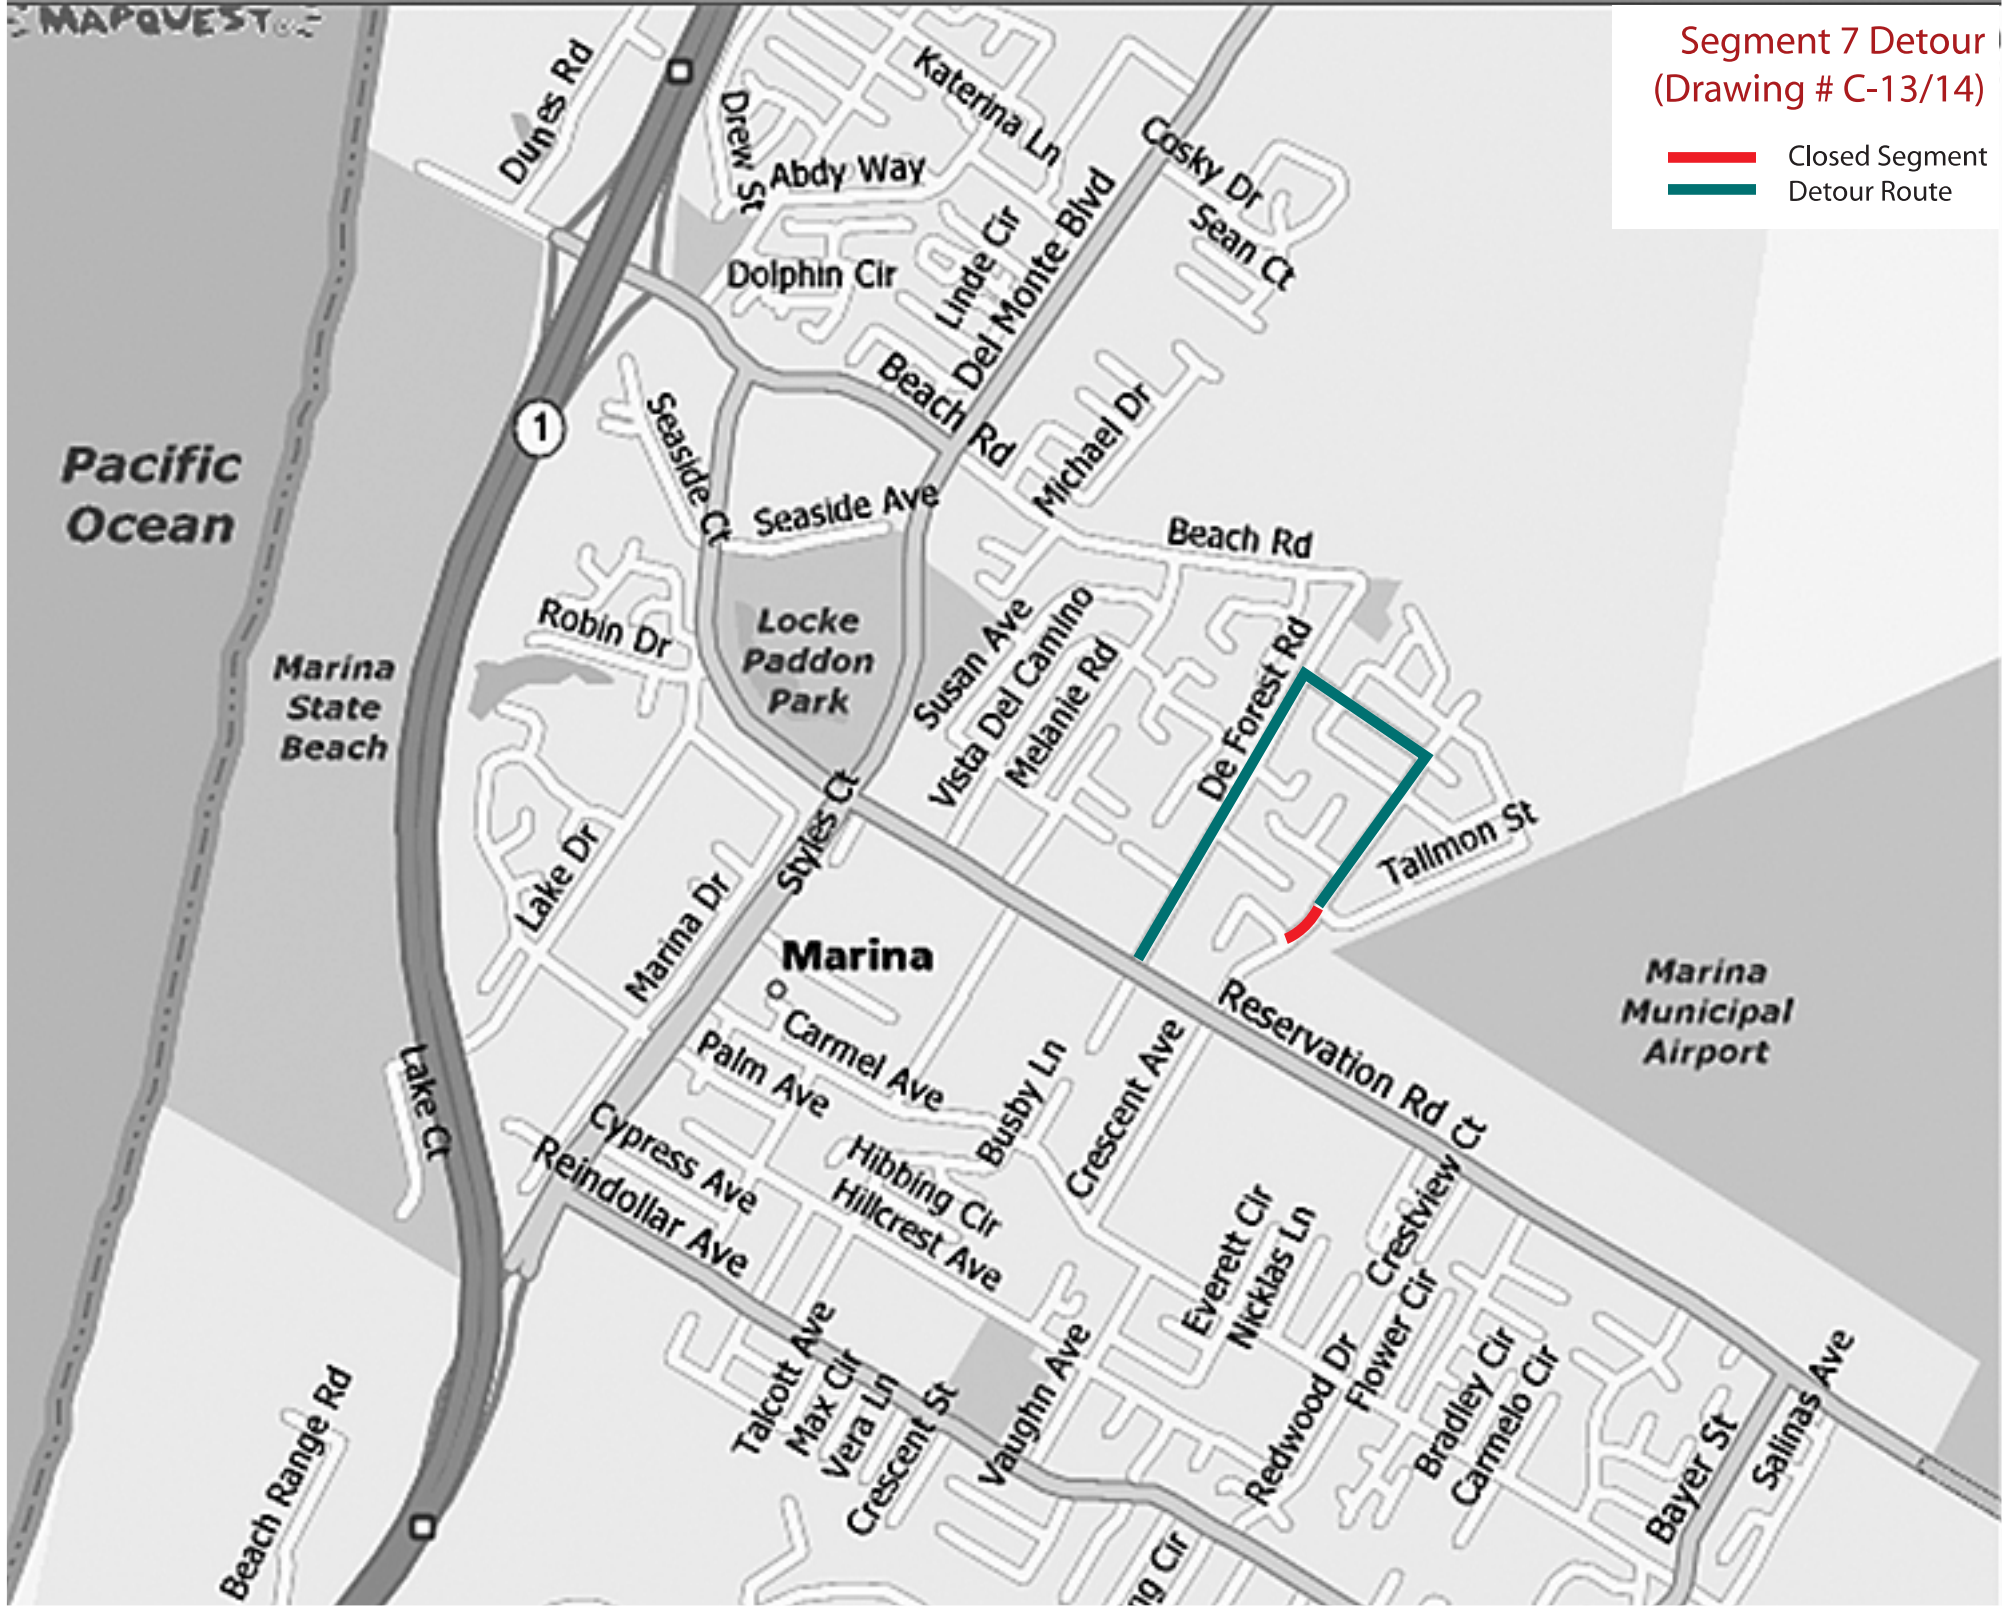 MAPQUEST
Segment 7 Detour
(Drawing # C-13/14)
Closed Segment
Detour Route
Dunes Rd
Drew St
Katerina Ln
Abdy Way
Cosky Dr
Sean Ct
Linde Cir
Dolphin Cir
Del Monte Blvd
Beach Rd
Michael Dr
1
Seaside Ct
Seaside Ave
Beach Rd
Pacific
Ocean
Robin Dr
Locke
Paddon
Park
Marina
State
Beach
Susan Ave
Vista Del Camino
Melanie Rd
De Forest Rd
Tallmon St
Styles Ct
Lake Dr
Marina Dr
Marina
Marina
Municipal
Airport
Reservation Rd Ct
Carmel Ave
Palm Ave
Busby Ln
Crescent Ave
Lake Ct
Cypress Ave
Reindollar Ave
Hibbing Cir
Hillcrest Ave
Everett Cir
Nicklas Ln
Crestview
Flower Cir
Redwood Dr
Bradley Cir
Carmelo Cir
Talcott Ave
Max Cir
Vera Ln
Crescent St
Vaughn Ave
Bayer St
Salinas Ave
Beach Range Rd
ng Cir